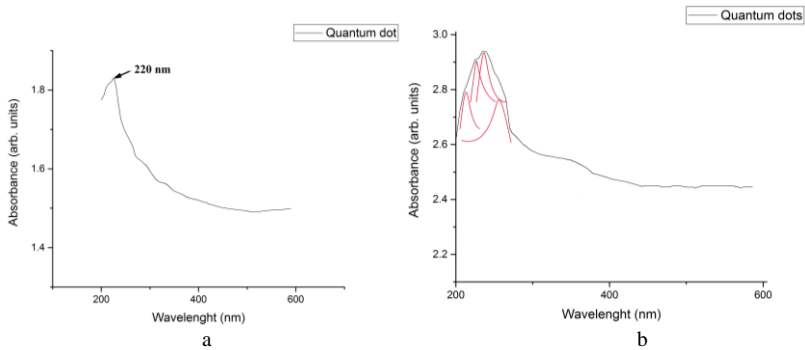 Quantum dot
220 nm
1.8
1.6
1.4
Absorbance (arb. units)
200
400
600
Wavelenght (nm)
a
Quantum dots
3.0
2.8
2.6
2.4
2.2
Absorbance (arb. units)
200
400
600
Wavelenght (nm)
b